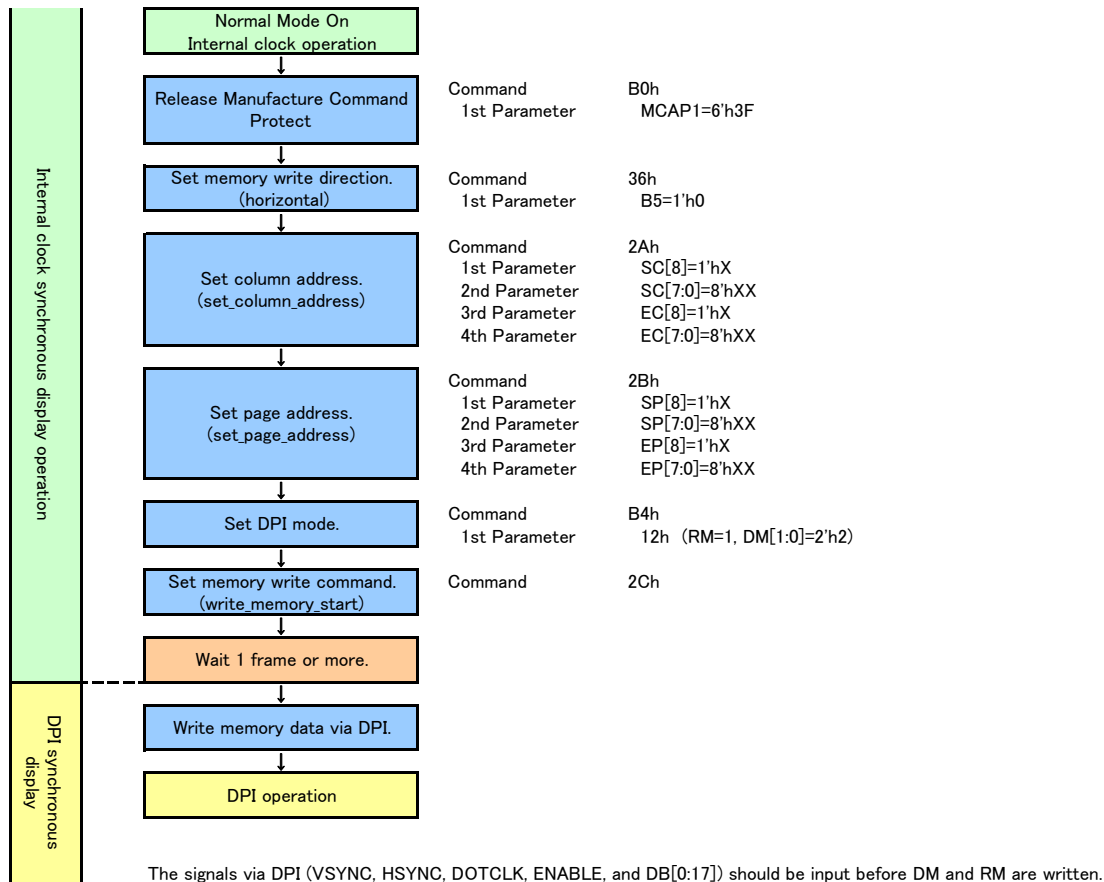 Normal Mode On
Internal clock operation
Release Manufacture Command
Protect
Command B0h
1st Parameter MCAP1=6'h3F
Set memory write direction.
(horizontal)
Command 36h
1st Parameter B5=1'h0
Set column address.
(set_column_address)
Command 2Ah
1st Parameter SC[8]=1'hX
2nd Parameter SC[7:0]=8'hXX
3rd Parameter EC[8]=1'hX
4th Parameter EC[7:0]=8'hXX
Set page address.
(set_page_address)
Command 2Bh
1st Parameter SP[8]=1'hX
2nd Parameter SP[7:0]=8'hXX
3rd Parameter EP[8]=1'hX
4th Parameter EP[7:0]=8'hXX
Set DPI mode.
Command B4h
1st Parameter 12h (RM=1, DM[1:0]=2'h2)
Set memory write command.
(write_memory_start)
Command 2Ch
Wait 1 frame or more.
Internal clock synchronous display operation
Write memory data via DPI.
DPI operation
DPI synchronous
display
The signals via DPI (VSYNC, HSYNC, DOTCLK, ENABLE, and DB[0:17]) should be input before DM and RM are written.